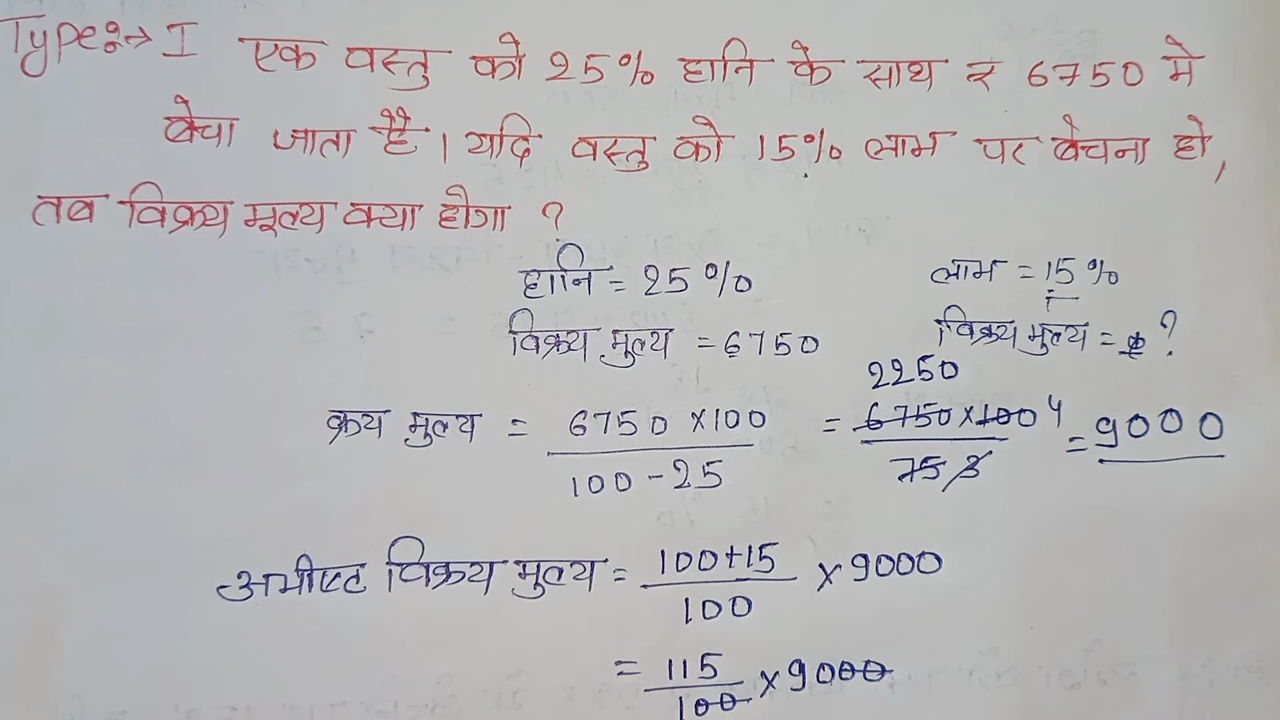 Type:→ I एक वस्तु को 25% हानि के साथ ₹ 6750 मे
बेचा जाता है । यदि वस्तु को 15% लाभ पर बेचना हो,
तब विक्रय मूल्य क्या होगा ?
हानि = 25% लाभ = 15%
विक्रय मुल्य = 6750 विक्रय मुल्य = ?
क्रय मुल्य = 6750 × 100 / 100 - 25 = 6750 × 100 / 75 = 9000
2250 4 3
अभीष्ट विक्रय मुल्य = 100+15 / 100 × 9000
= 115 / 100 × 9000